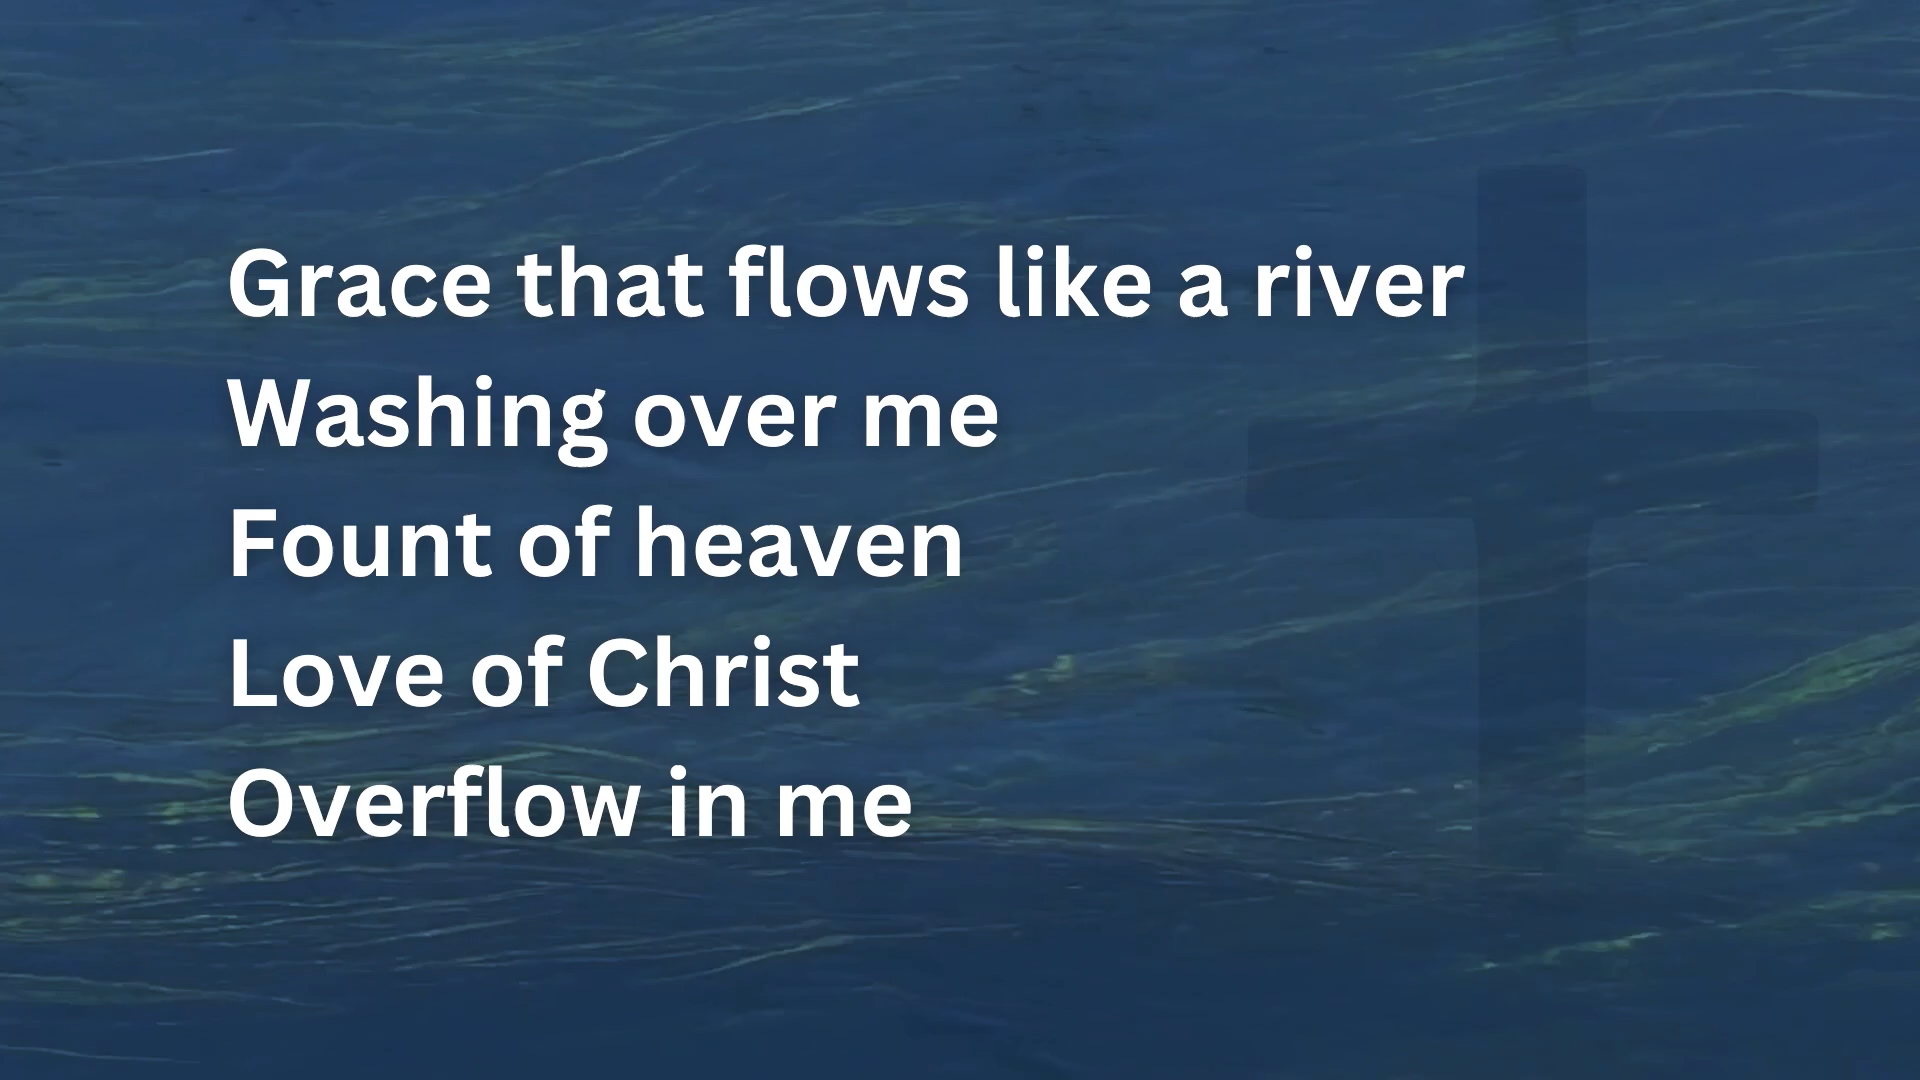 Grace that flows like a river
Washing over me
Fount of heaven
Love of Christ
Overflow in me